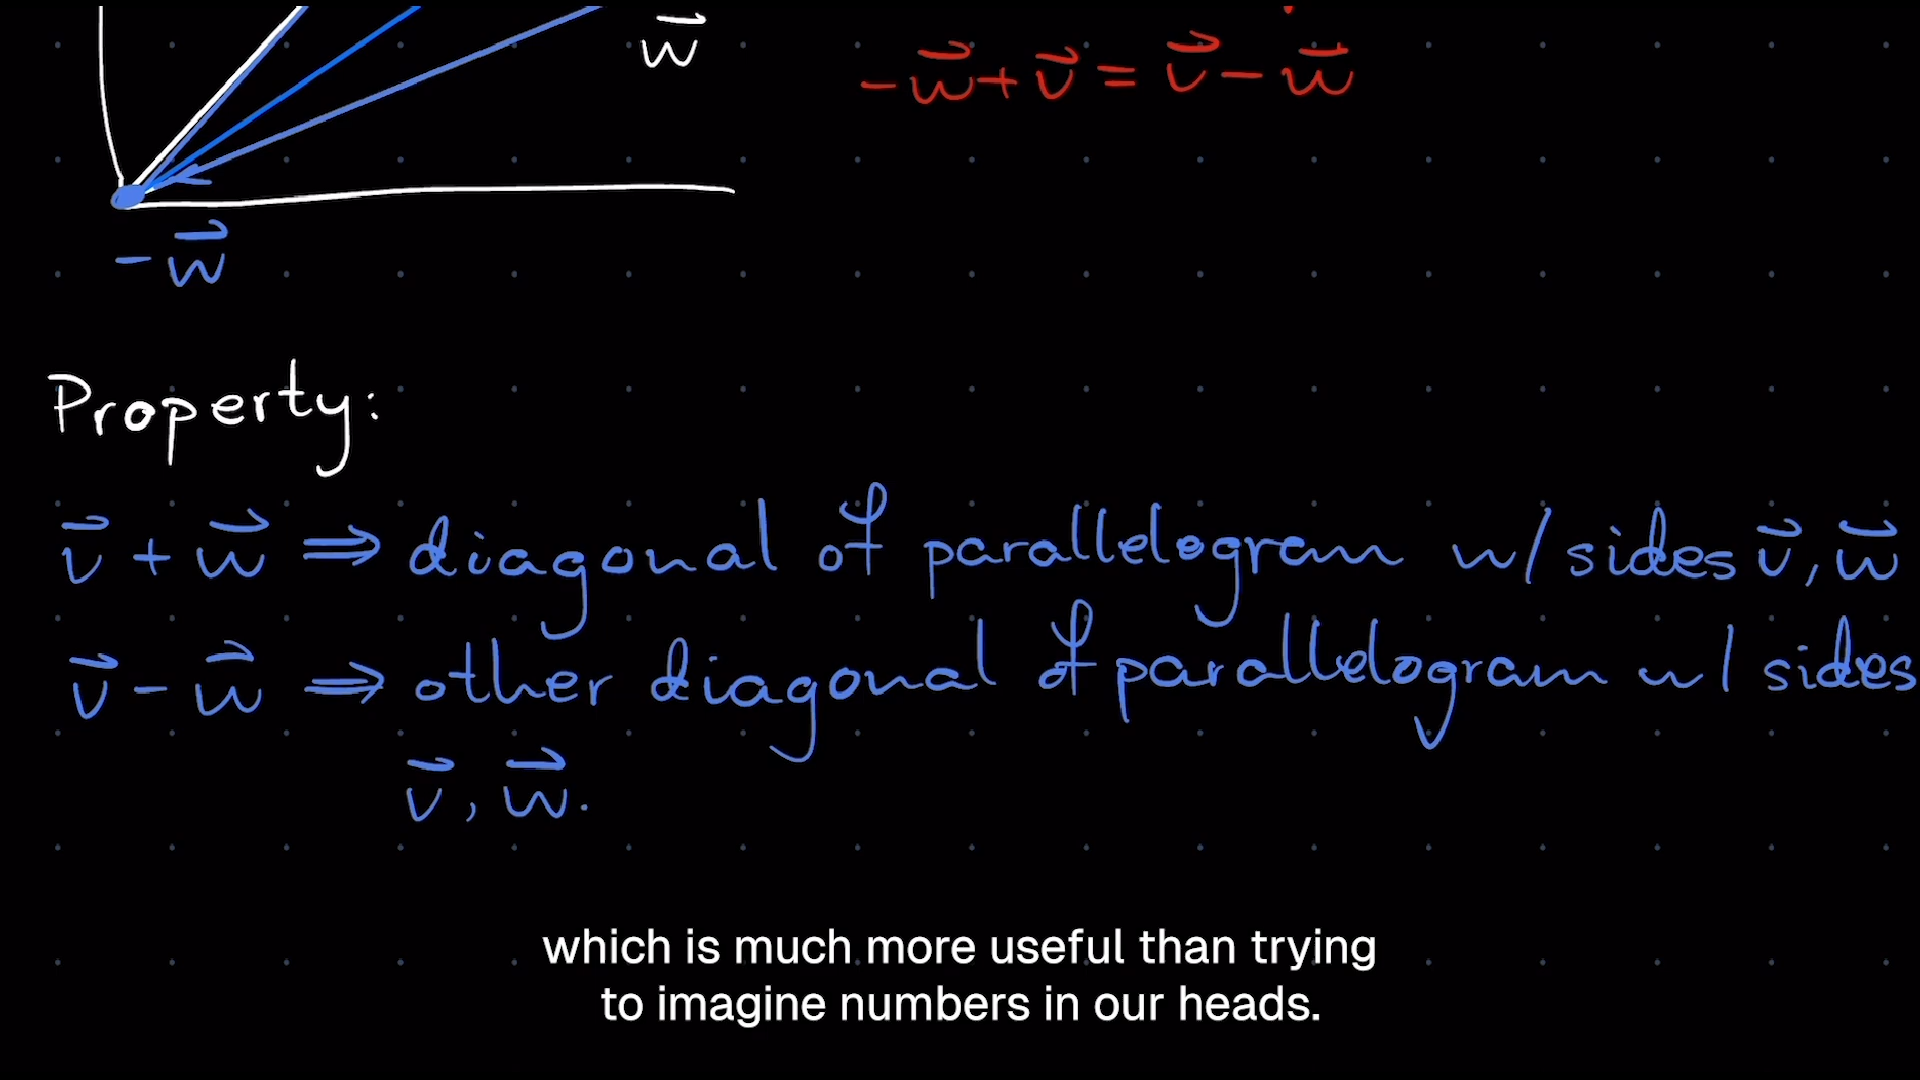 w⃗
-w⃗ + v⃗ = v⃗ - w⃗
-w⃗
Property:
v⃗ + w⃗ ⇒ diagonal of parallelogram w/ sides v⃗, w⃗
v⃗ - w⃗ ⇒ other diagonal of parallelogram w/ sides
v⃗, w⃗.
which is much more useful than trying
to imagine numbers in our heads.